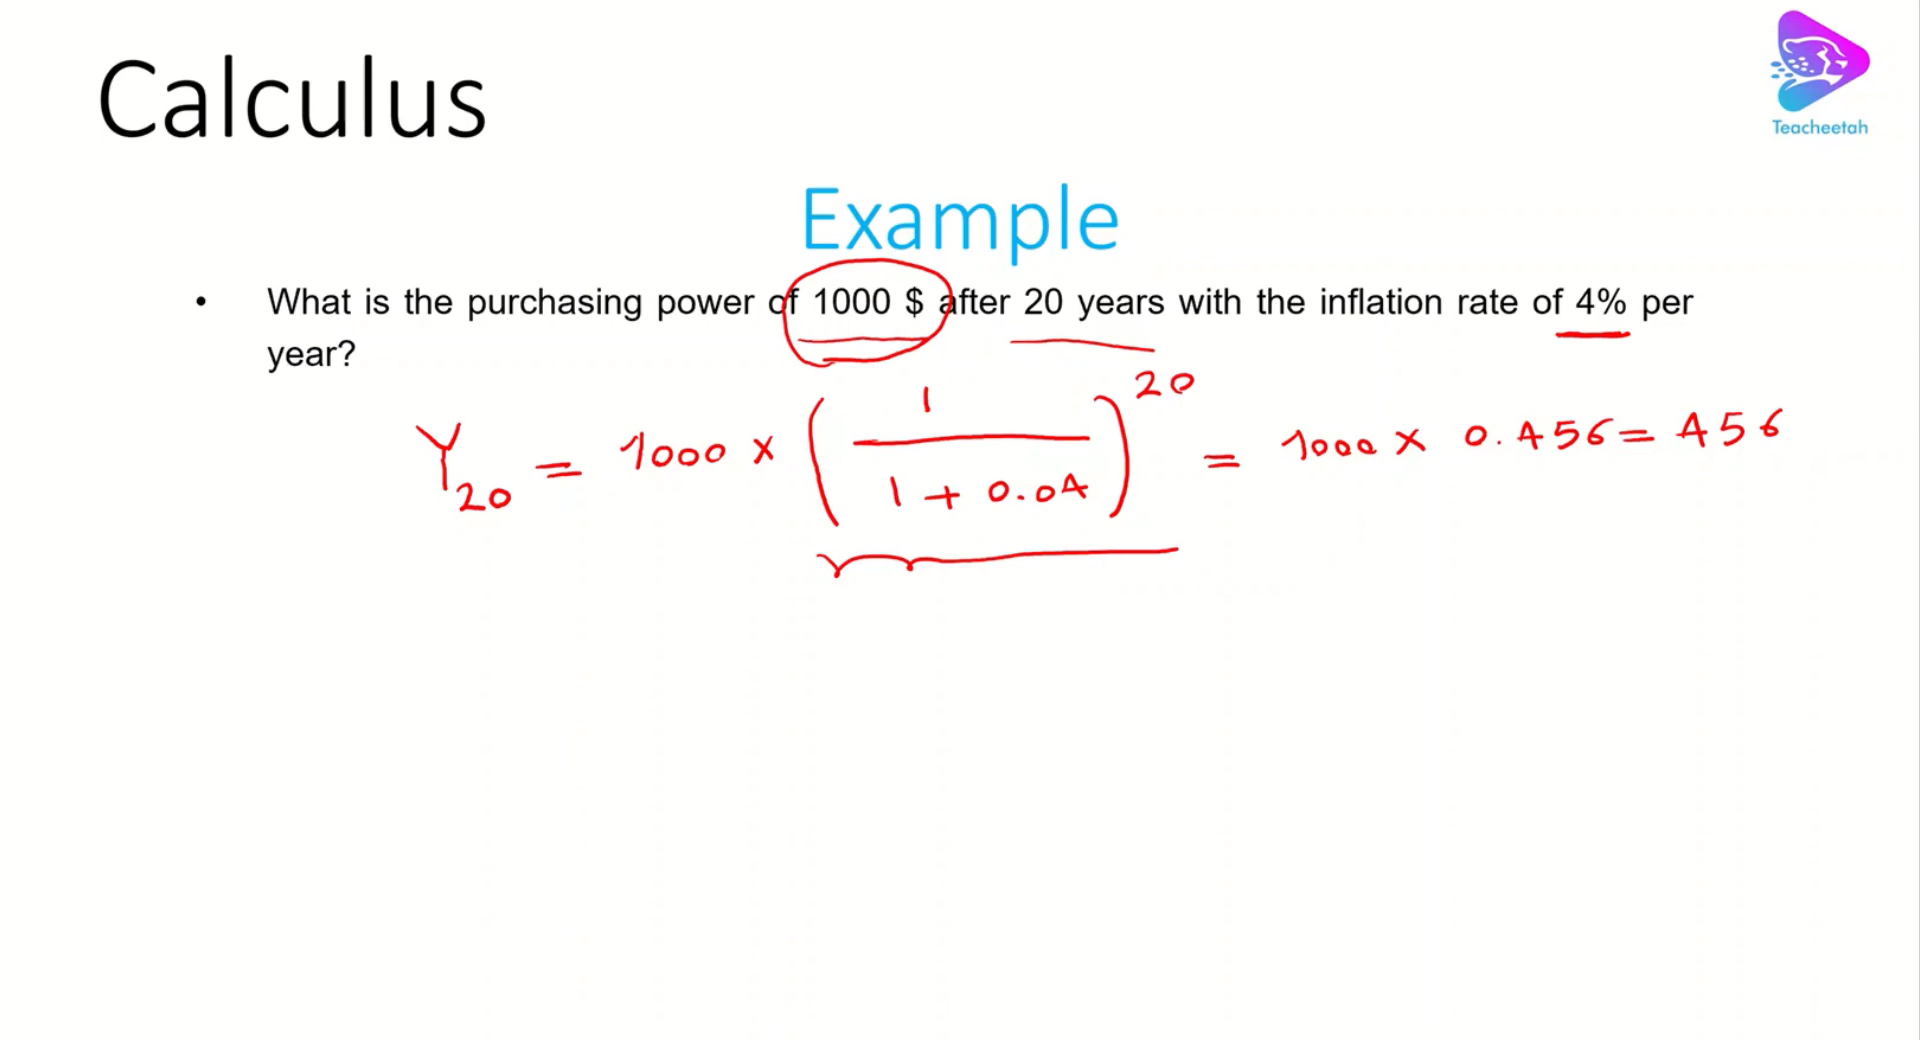 Calculus
Teacheetah
Example
• What is the purchasing power of 1000 $ after 20 years with the inflation rate of 4% per
year?
Y₂₀ = 1000 × (1 / (1 + 0.04))²⁰ = 1000 × 0.456 = 456